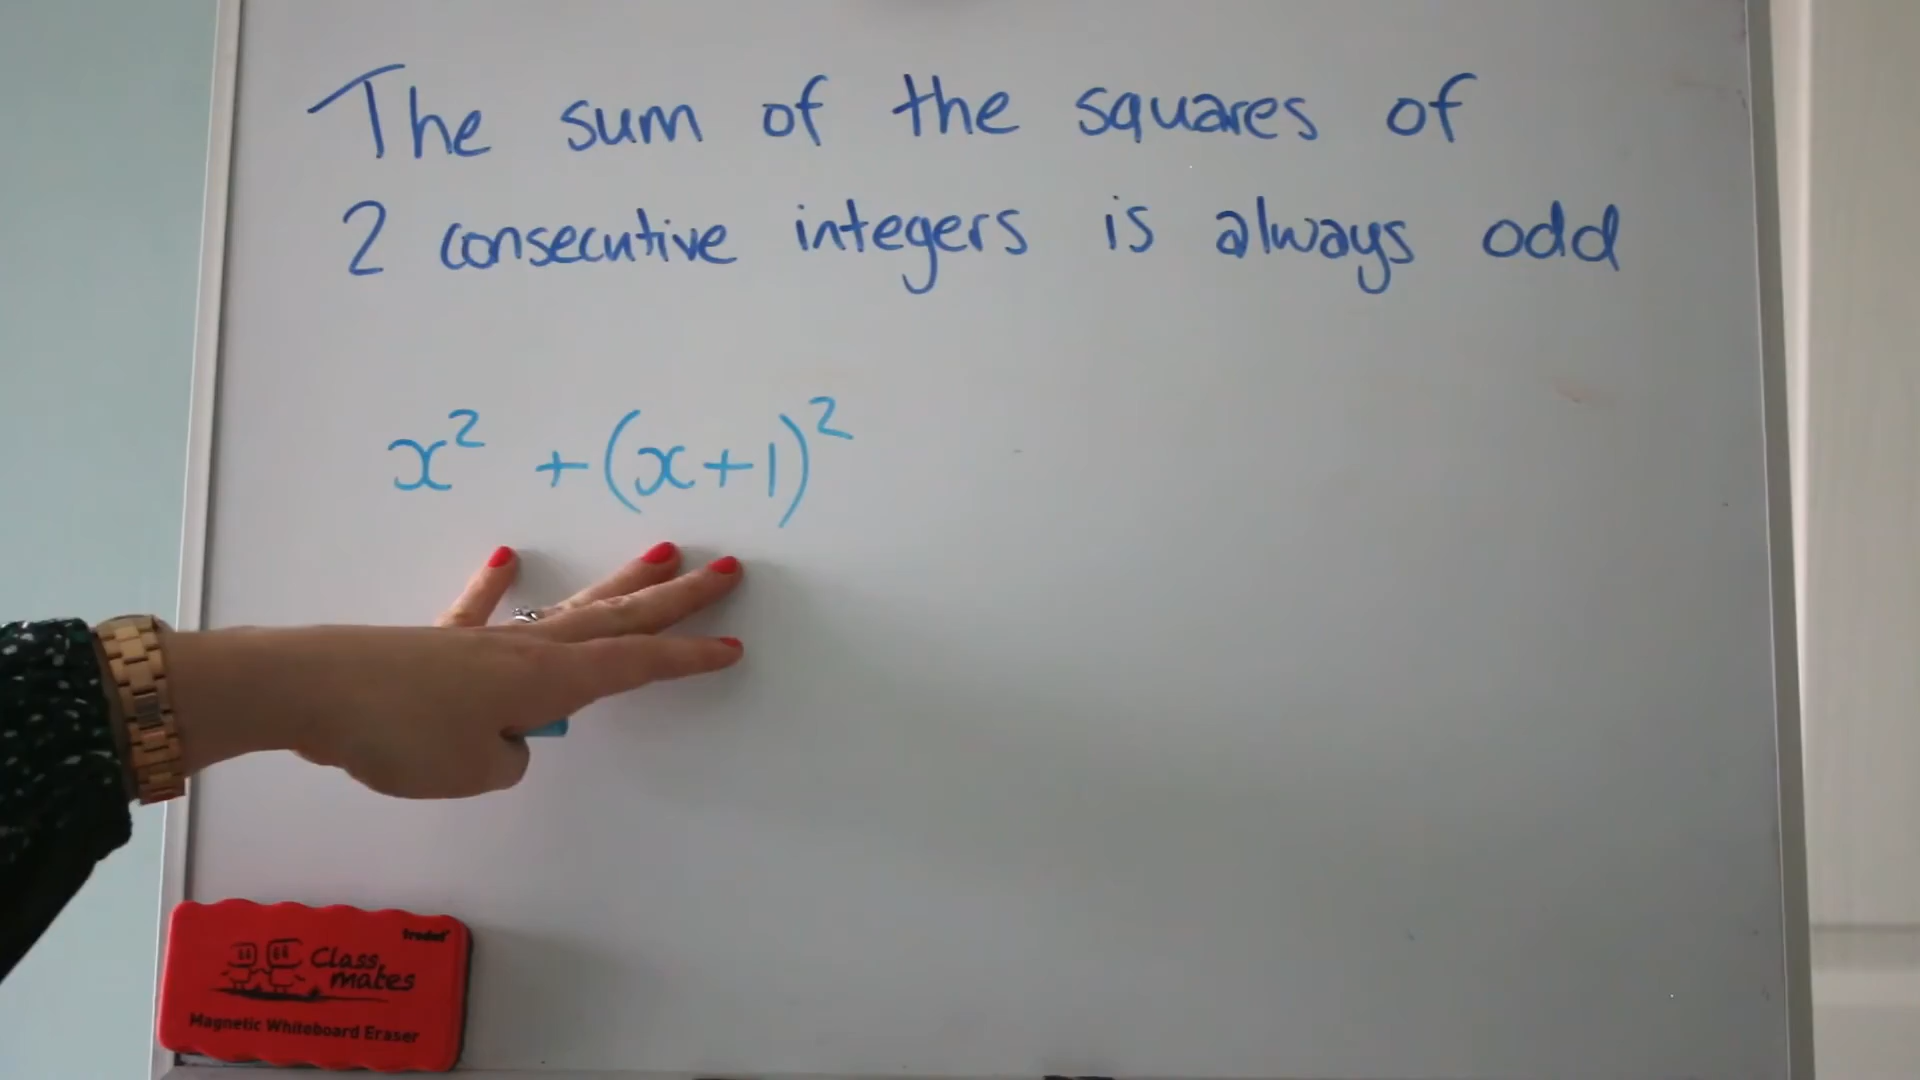 The sum of the squares of
2 consecutive integers is always odd
x² + (x+1)²
Class
mates
Magnetic Whiteboard Eraser